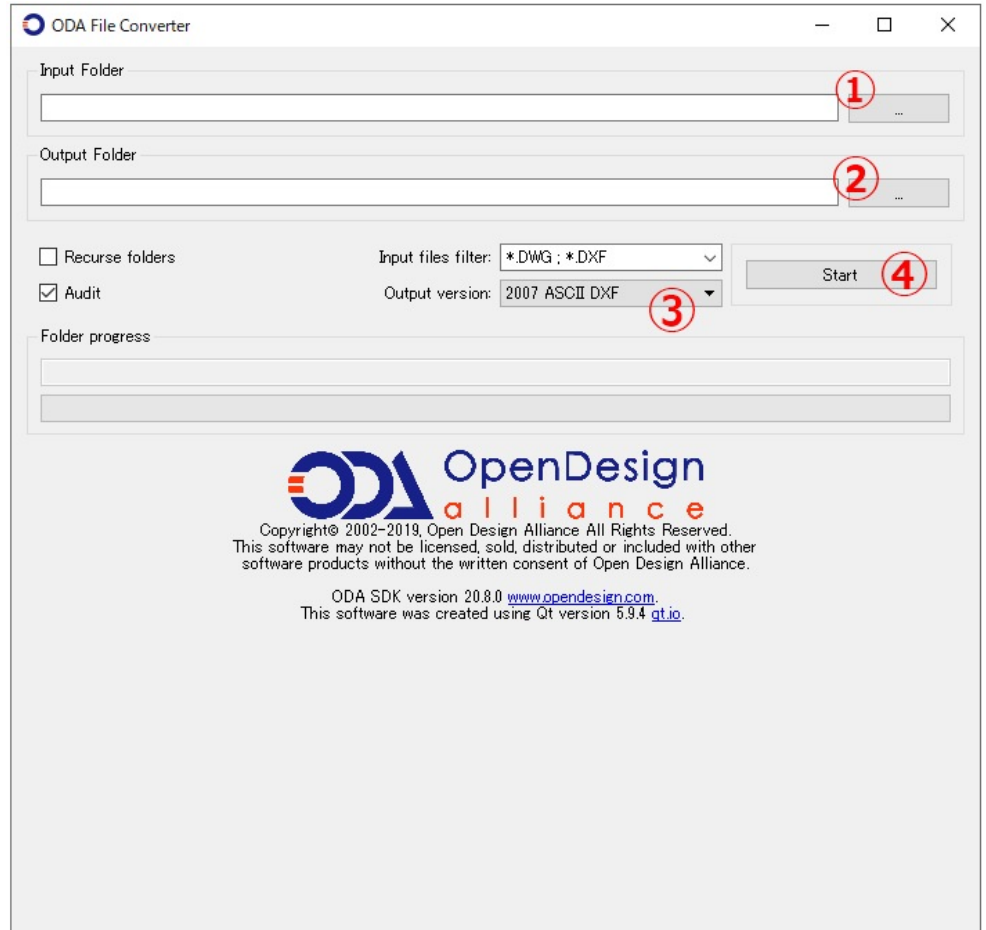 ODA File Converter
Input Folder
①
...
Output Folder
②
...
Recurse folders
Input files filter: *.DWG ; *.DXF
Start ④
Audit
Output version: 2007 ASCII DXF
③
Folder progress
ODA OpenDesign
alliance
Copyright© 2002-2019, Open Design Alliance All Rights Reserved.
This software may not be licensed, sold, distributed or included with other
software products without the written consent of Open Design Alliance.
ODA SDK version 20.8.0 www.opendesign.com.
This software was created using Qt version 5.9.4 qt.io.